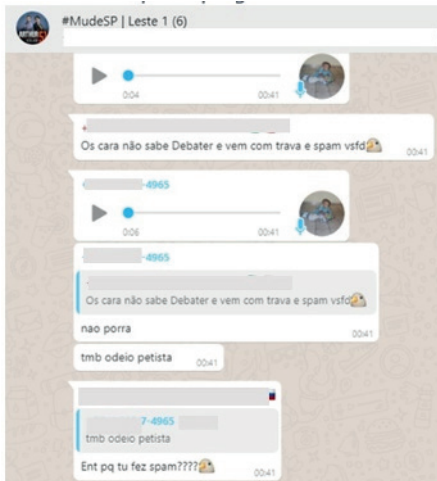 #MudeSP | Leste 1 (6)
0:04 00:41
Os cara não sabe Debater e vem com trava e spam vsfd
00:41
-4965
0:06 00:41
-4965
Os cara não sabe Debater e vem com trava e spam vsfd
nao porra
00:41
tmb odeio petista 00:41
7-4965
tmb odeio petista
Ent pq tu fez spam????
00:41